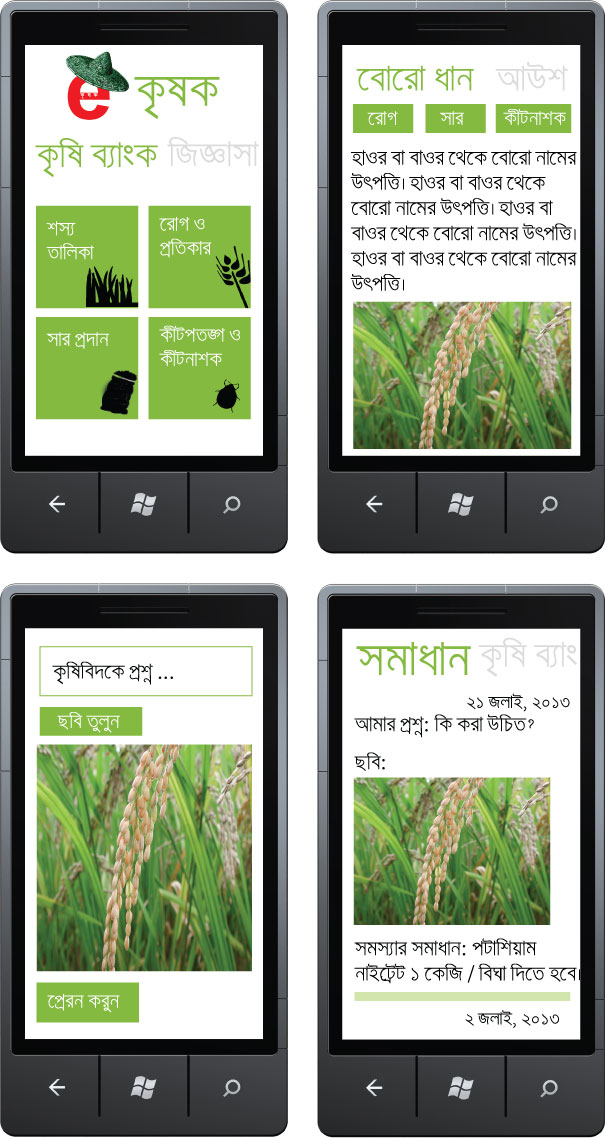 e কৃষক
কৃষি ব্যাংক জিজ্ঞাসা
শস্য
তালিকা
রোগ ও
প্রতিকার
সার প্রদান
কীটপতঙ্গ ও
কীটনাশক
বোরো ধান আউশ
রোগ সার কীটনাশক
হাওর বা বাওর থেকে বোরো নামের
উৎপত্তি। হাওর বা বাওর থেকে
বোরো নামের উৎপত্তি। হাওর বা
বাওর থেকে বোরো নামের উৎপত্তি।
হাওর বা বাওর থেকে বোরো নামের
উৎপত্তি।
কৃষিবিদকে প্রশ্ন ...
ছবি তুলুন
প্রেরন করুন
সমাধান কৃষি ব্যাং
২১ জলাই, ২০১৩
আমার প্রশ্ন: কি করা উচিত?
ছবি:
সমস্যার সমাধান: পটাশিয়াম
নাইট্রেট ১ কেজি / বিঘা দিতে হবে।
২ জলাই, ২০১৩